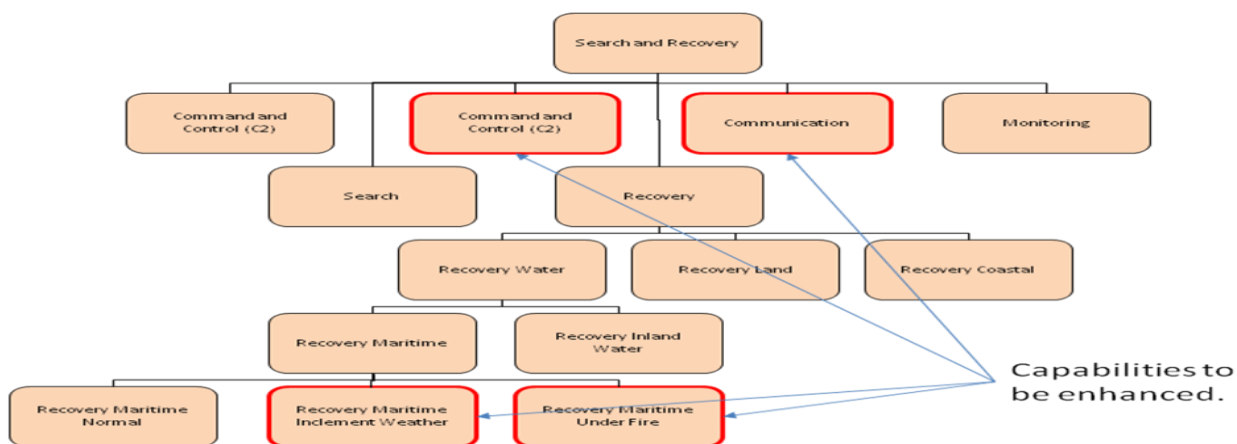 Search and Recovery
Command and
Control (C2)
Command and
Control (C2)
Communication
Monitoring
Search
Recovery
Recovery Water
Recovery Land
Recovery Coastal
Recovery Maritime
Recovery Inland
Water
Capabilities to
be enhanced.
Recovery Maritime
Normal
Recovery Maritime
Inclement Weather
Recovery Maritime
Under Fire